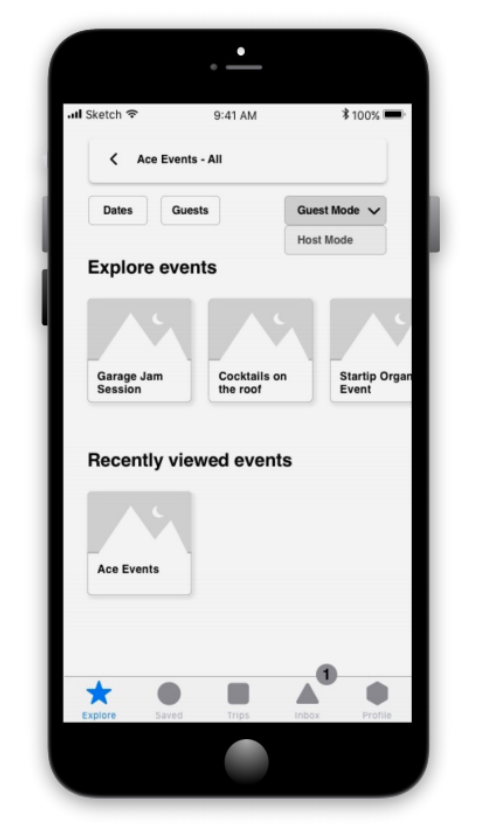 Sketch 9:41 AM 100%
Ace Events - All
Dates Guests Guest Mode
Host Mode
Explore events
Garage Jam Cocktails on Startip Organ
Session the roof Event
Recently viewed events
Ace Events
1
Explore Saved Trips Inbox Profile